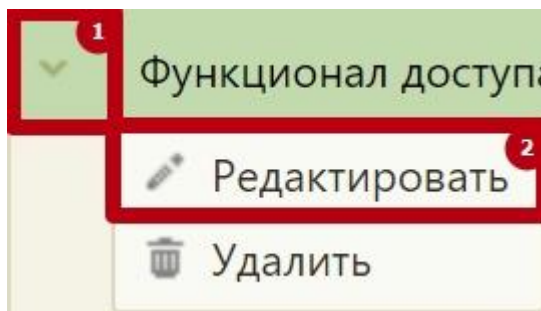 1
Функционал доступа
2
Редактировать
Удалить